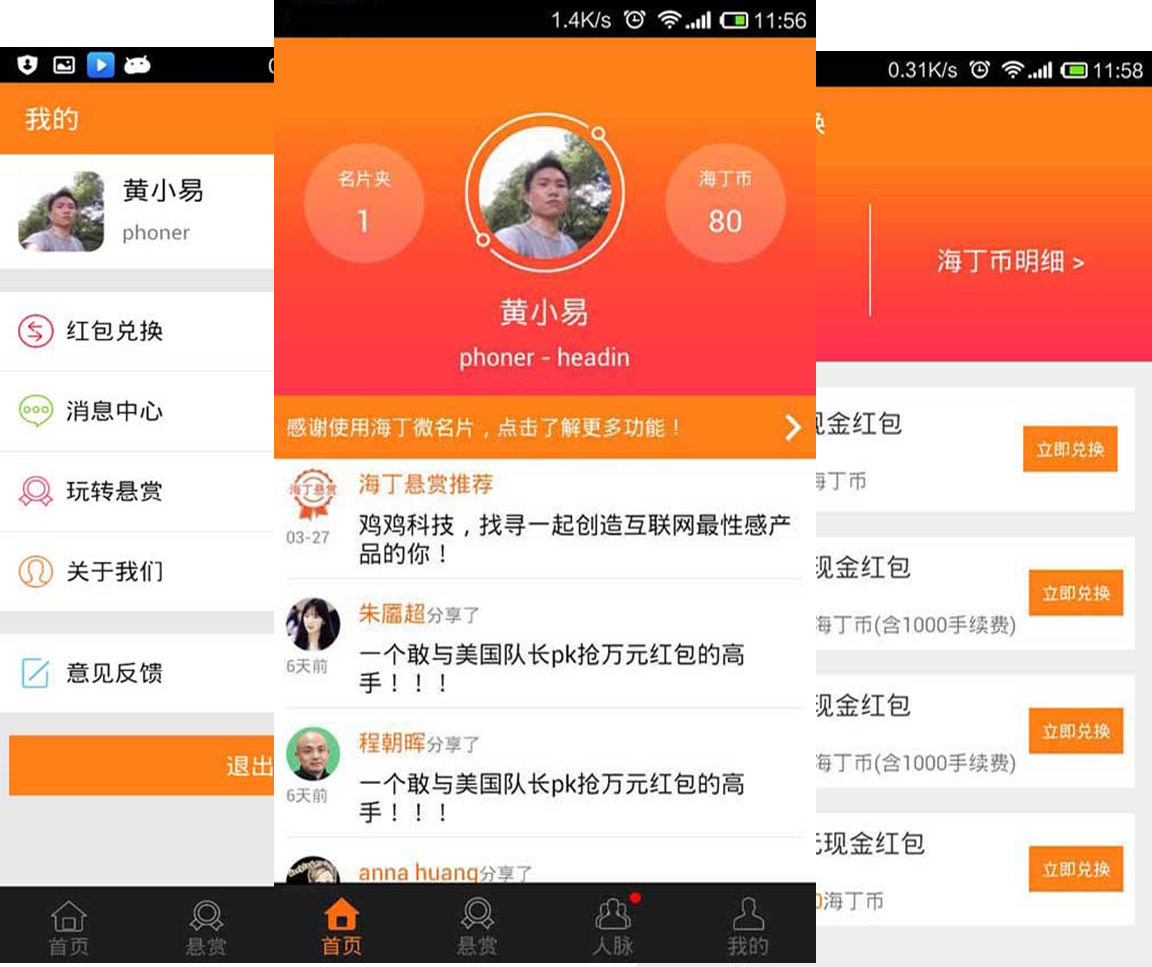 我的
黄小易
phoner
红包兑换
消息中心
玩转悬赏
关于我们
意见反馈
退出
首页
悬赏
1.4K/s
11:56
名片夹
1
海丁币
80
黄小易
phoner - headin
感谢使用海丁微名片，点击了解更多功能！
海丁悬赏
03-27
海丁悬赏推荐
鸡鸡科技，找寻一起创造互联网最性感产
品的你！
6天前
朱靥超分享了
一个敢与美国队长pk抢万元红包的高
手！！！
6天前
程朝晖分享了
一个敢与美国队长pk抢万元红包的高
手！！！
anna huang分享了
首页
悬赏
人脉
我的
0.31K/s
11:58
海丁币明细 >
现金红包
海丁币
立即兑换
现金红包
海丁币(含1000手续费)
立即兑换
现金红包
海丁币(含1000手续费)
立即兑换
元现金红包
0海丁币
立即兑换